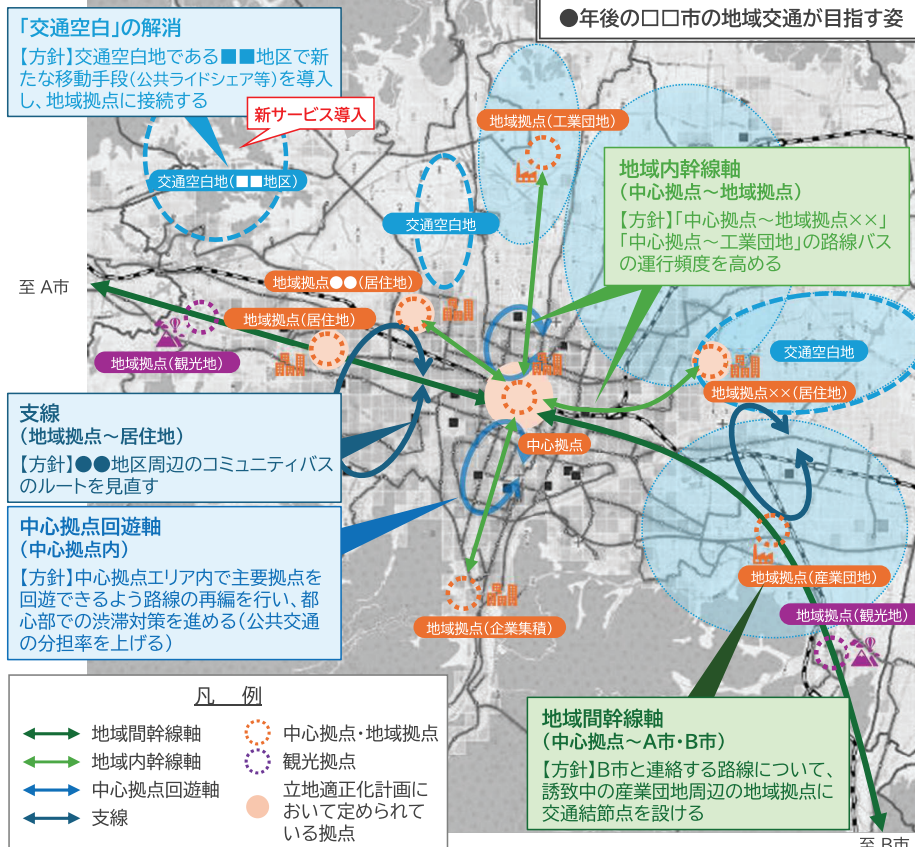 ●年後の□□市の地域交通が目指す姿
「交通空白」の解消
【方針】交通空白地である■■地区で新
たな移動手段(公共ライドシェア等)を導入
し、地域拠点に接続する
新サービス導入
交通空白地(■■地区)
地域拠点(工業団地)
交通空白地
地域内幹線軸
(中心拠点～地域拠点)
【方針】「中心拠点～地域拠点××」
「中心拠点～工業団地」の路線バス
の運行頻度を高める
至 A市
地域拠点●●(居住地)
地域拠点(居住地)
地域拠点(観光地)
交通空白地
地域拠点××(居住地)
支線
(地域拠点～居住地)
【方針】●●地区周辺のコミュニティバス
のルートを見直す
中心拠点
中心拠点回遊軸
(中心拠点内)
【方針】中心拠点エリア内で主要拠点を
回遊できるよう路線の再編を行い、都
心部での渋滞対策を進める(公共交通
の分担率を上げる)
地域拠点(産業団地)
地域拠点(観光地)
地域拠点(企業集積)
凡 例
地域間幹線軸
地域内幹線軸
中心拠点回遊軸
支線
中心拠点・地域拠点
観光拠点
立地適正化計画に
おいて定められて
いる拠点
地域間幹線軸
(中心拠点～A市・B市)
【方針】B市と連絡する路線について、
誘致中の産業団地周辺の地域拠点に
交通結節点を設ける
至 B市